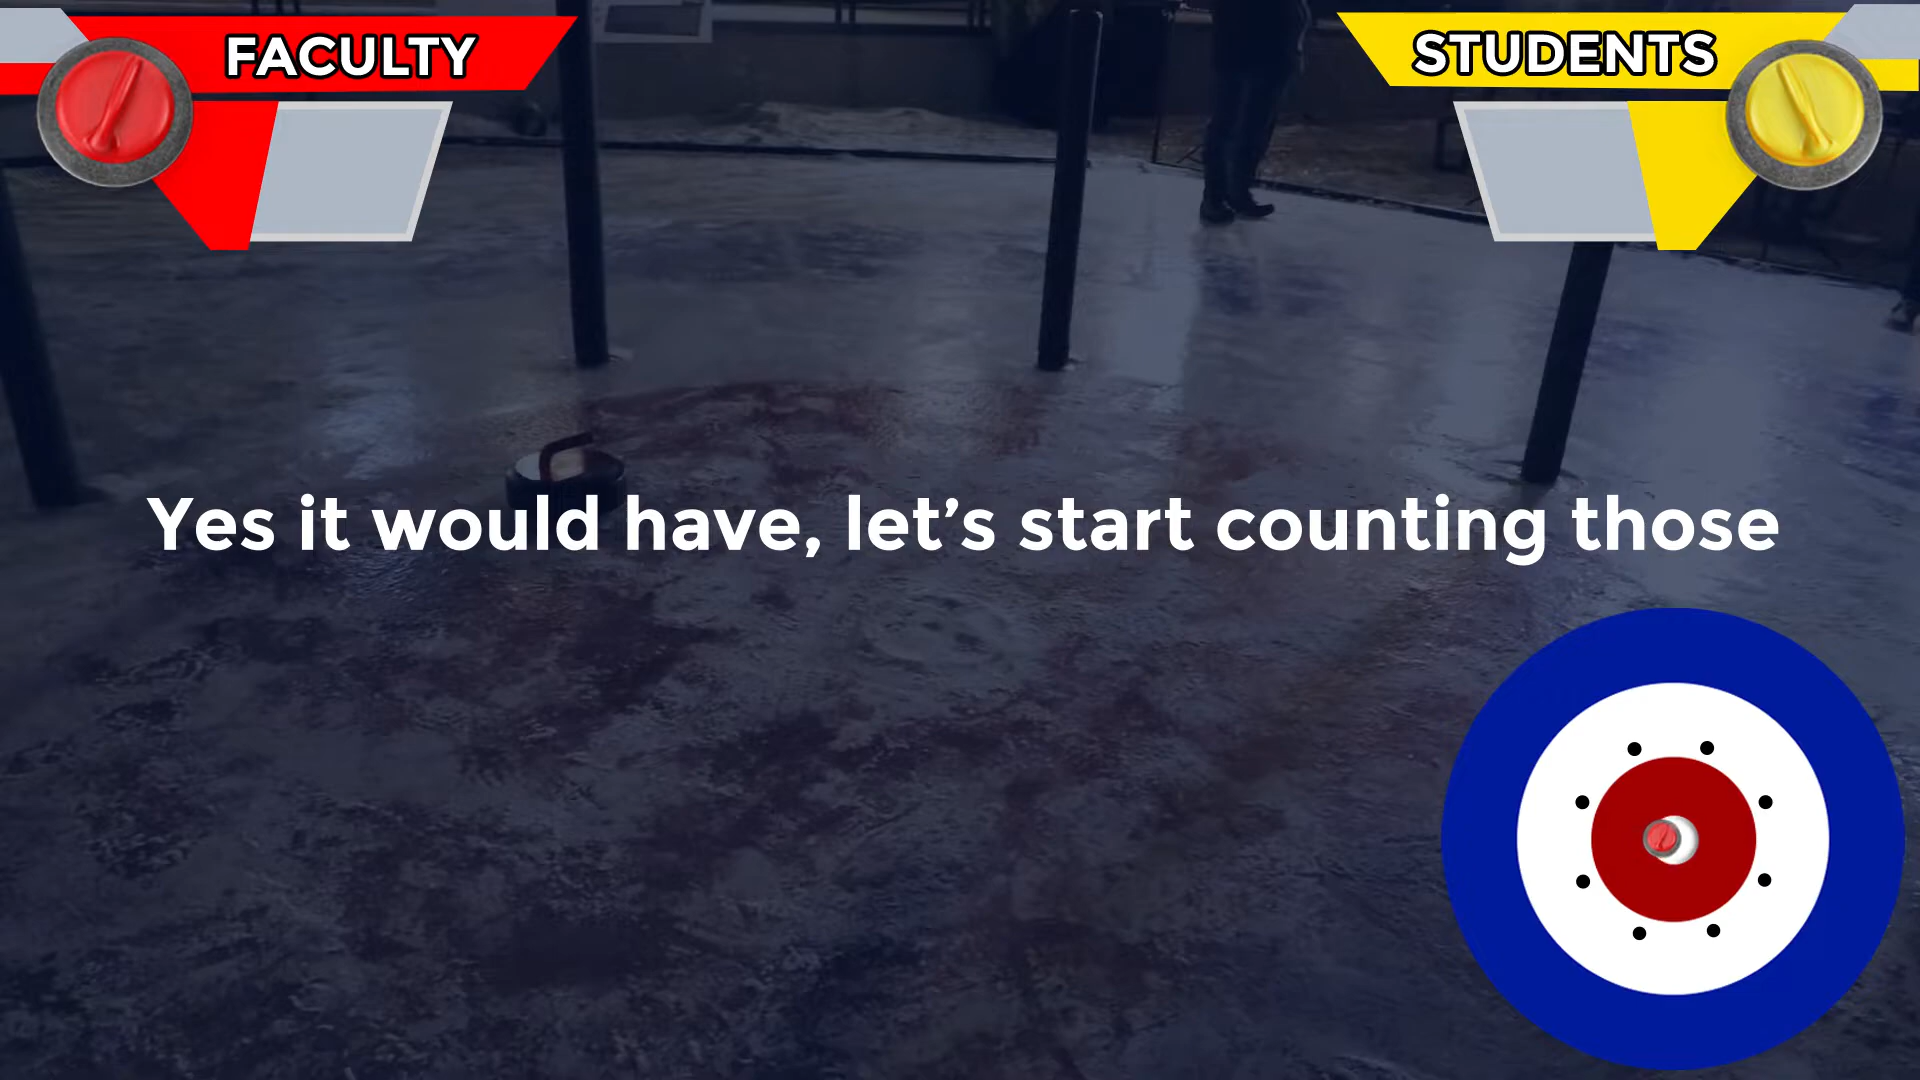 FACULTY
STUDENTS
Yes it would have, let’s start counting those